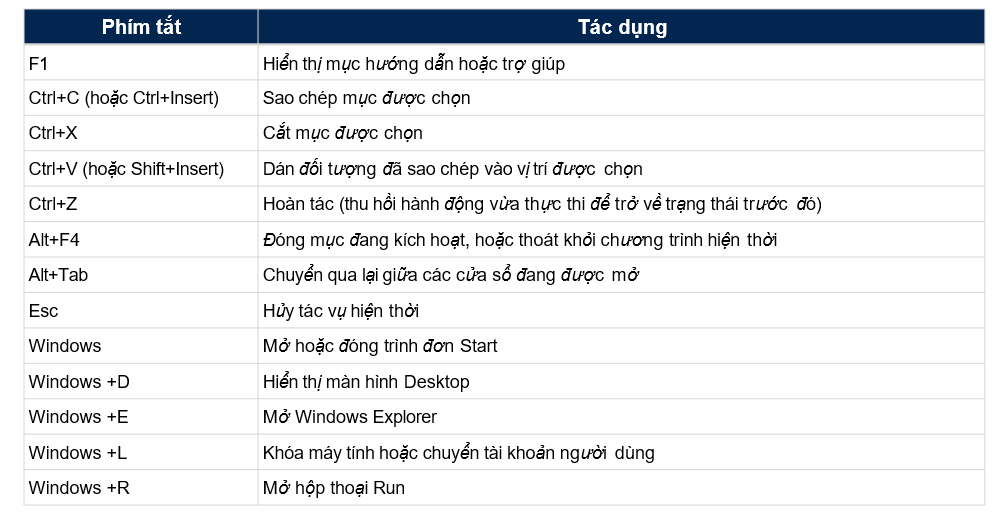 Phím tắt Tác dụng
F1 Hiển thị mục hướng dẫn hoặc trợ giúp
Ctrl+C (hoặc Ctrl+Insert) Sao chép mục được chọn
Ctrl+X Cắt mục được chọn
Ctrl+V (hoặc Shift+Insert) Dán đối tượng đã sao chép vào vị trí được chọn
Ctrl+Z Hoàn tác (thu hồi hành động vừa thực thi để trở về trạng thái trước đó)
Alt+F4 Đóng mục đang kích hoạt, hoặc thoát khỏi chương trình hiện thời
Alt+Tab Chuyển qua lại giữa các cửa sổ đang được mở
Esc Hủy tác vụ hiện thời
Windows Mở hoặc đóng trình đơn Start
Windows +D Hiển thị màn hình Desktop
Windows +E Mở Windows Explorer
Windows +L Khóa máy tính hoặc chuyển tài khoản người dùng
Windows +R Mở hộp thoại Run